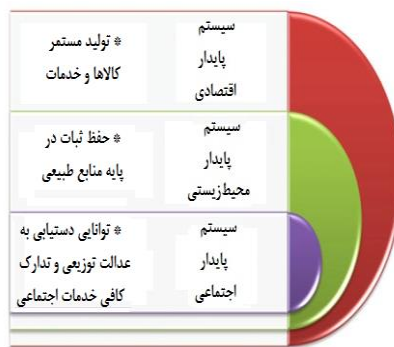 سیستم
پایدار
اقتصادی
* تولید مستمر
کالاها و خدمات
سیستم
پایدار
محیط‌زیستی
* حفظ ثبات در
پایه منابع طبیعی
سیستم
پایدار
اجتماعی
* توانایی دستیابی به
عدالت توزیعی و تدارک
کافی خدمات اجتماعی